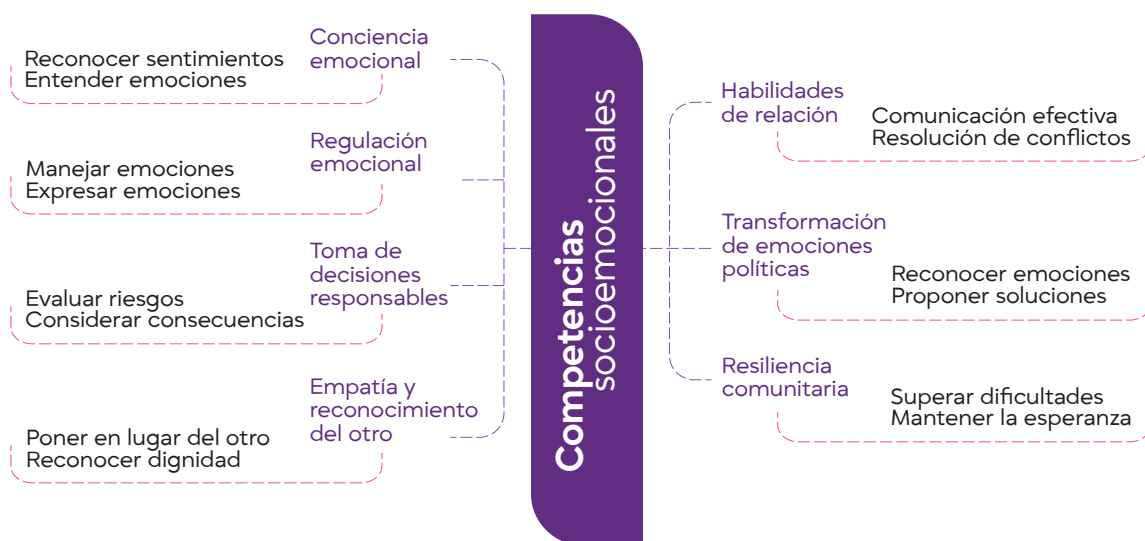 Competencias
socioemocionales
Conciencia
emocional
Reconocer sentimientos
Entender emociones
Regulación
emocional
Manejar emociones
Expresar emociones
Toma de
decisiones
responsables
Evaluar riesgos
Considerar consecuencias
Empatía y
reconocimiento
del otro
Poner en lugar del otro
Reconocer dignidad
Habilidades
de relación
Comunicación efectiva
Resolución de conflictos
Transformación
de emociones
políticas
Reconocer emociones
Proponer soluciones
Resiliencia
comunitaria
Superar dificultades
Mantener la esperanza